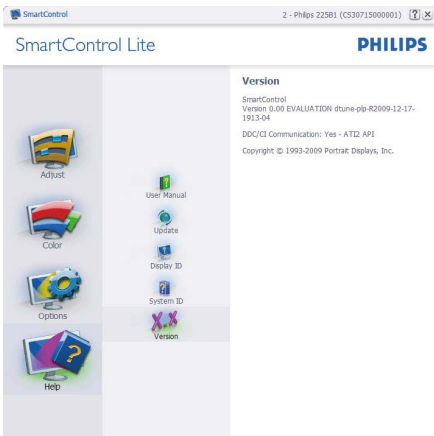 SmartControl
2 - Philips 225B1 (CS30715000001)
? X
SmartControl Lite
PHILIPS
Adjust
Color
Options
?
Help
?
User Manual
Update
?
Display ID
?
System ID
X.X
Version
Version
SmartControl
Version 0.00 EVALUATION dtune-plp-R2009-12-17-
1913-04
DDC/CI Communication: Yes - ATI2 API
Copyright © 1993-2009 Portrait Displays, Inc.